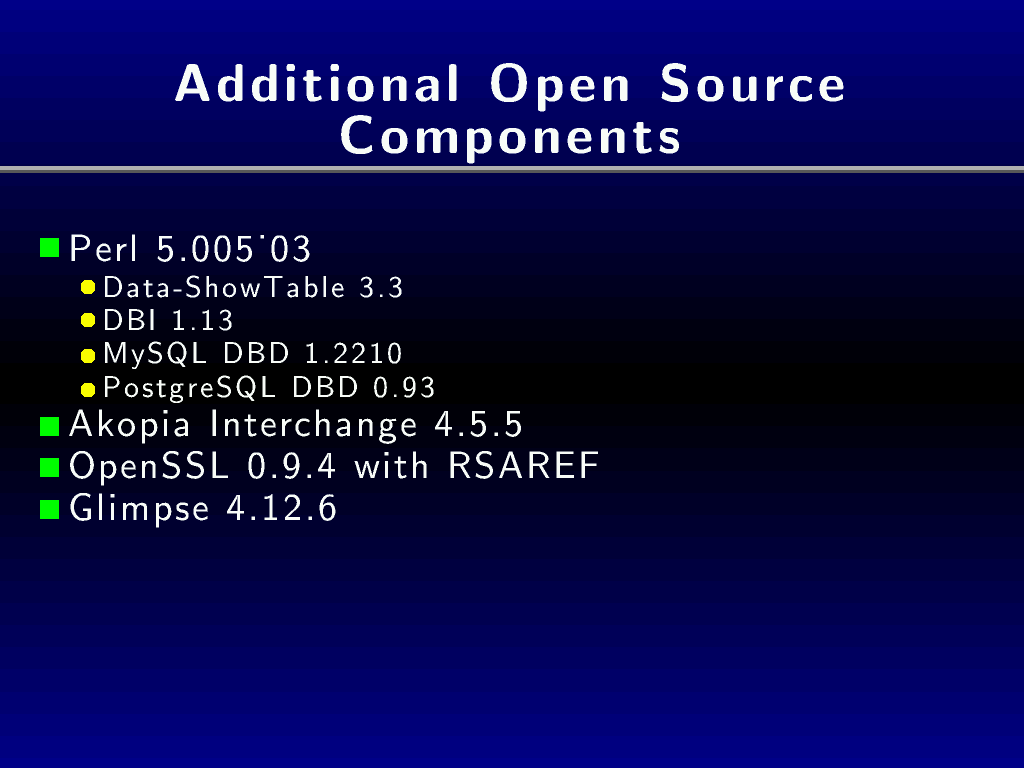 Additional Open Source
Components
Perl 5.005˙03
Data-ShowTable 3.3
DBI 1.13
MySQL DBD 1.2210
PostgreSQL DBD 0.93
Akopia Interchange 4.5.5
OpenSSL 0.9.4 with RSAREF
Glimpse 4.12.6